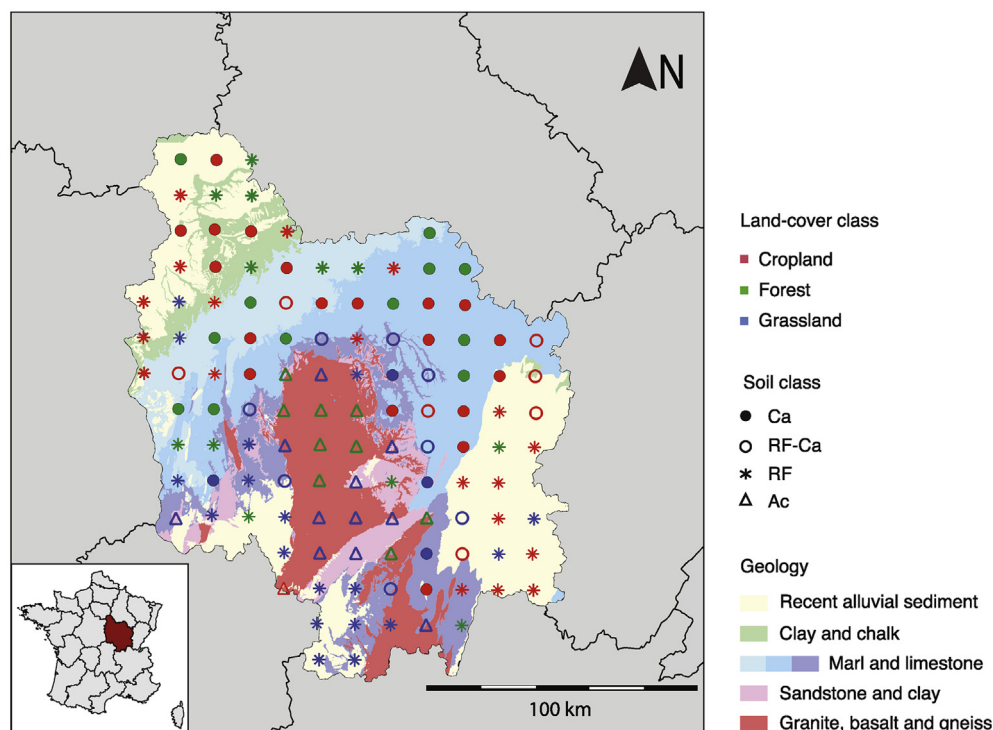 N
Land-cover class
Cropland
Forest
Grassland
Soil class
Ca
RF-Ca
RF
Ac
Geology
Recent alluvial sediment
Clay and chalk
Marl and limestone
Sandstone and clay
Granite, basalt and gneiss
100 km